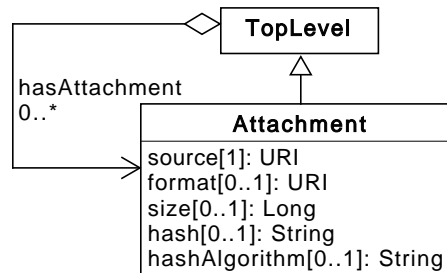 TopLevel
hasAttachment
0..*
Attachment
source[1]: URI
format[0..1]: URI
size[0..1]: Long
hash[0..1]: String
hashAlgorithm[0..1]: String